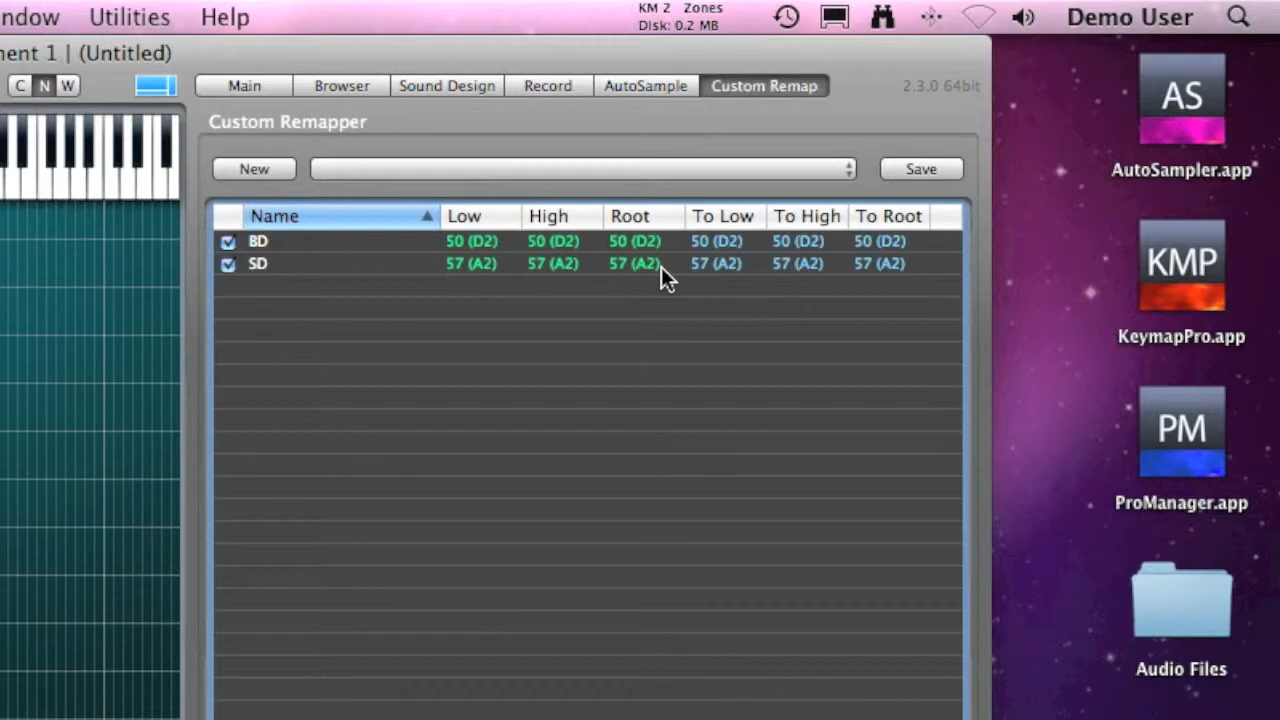 ndow Utilities Help KM 2 Zones Demo User
Disk: 0.2 MB
ent 1 | (Untitled)
C N W Main Browser Sound Design Record AutoSample Custom Remap 2.3.0 64bit
Custom Remapper
New Save
Name Low High Root To Low To High To Root
BD 50 (D2) 50 (D2) 50 (D2) 50 (D2) 50 (D2) 50 (D2)
SD 57 (A2) 57 (A2) 57 (A2) 57 (A2) 57 (A2) 57 (A2)
AS
AutoSampler.app
KMP
KeymapPro.app
PM
ProManager.app
Audio Files